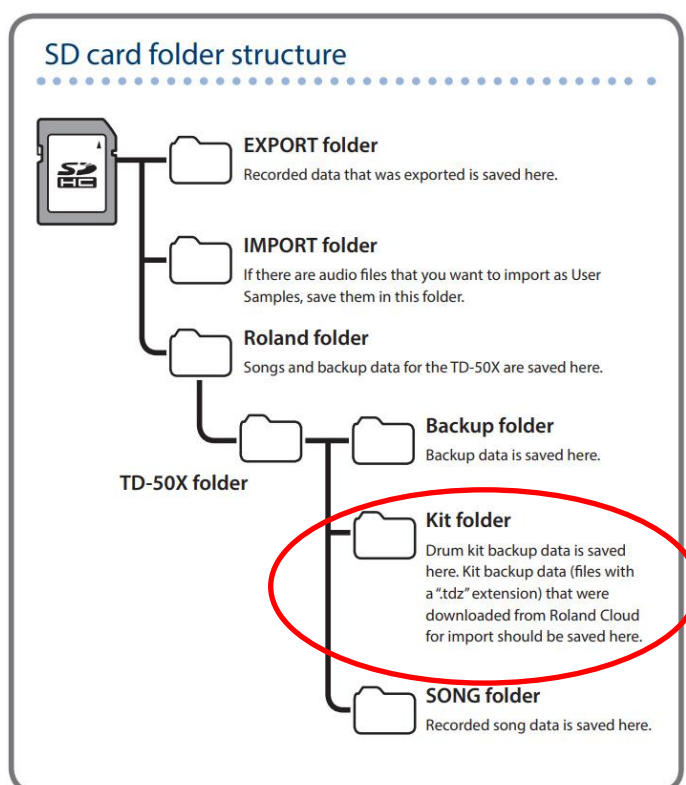 SD card folder structure
SD
HC
EXPORT folder
Recorded data that was exported is saved here.
IMPORT folder
If there are audio files that you want to import as User
Samples, save them in this folder.
Roland folder
Songs and backup data for the TD-50X are saved here.
Backup folder
Backup data is saved here.
TD-50X folder
Kit folder
Drum kit backup data is saved
here. Kit backup data (files with
a “.tdz” extension) that were
downloaded from Roland Cloud
for import should be saved here.
SONG folder
Recorded song data is saved here.